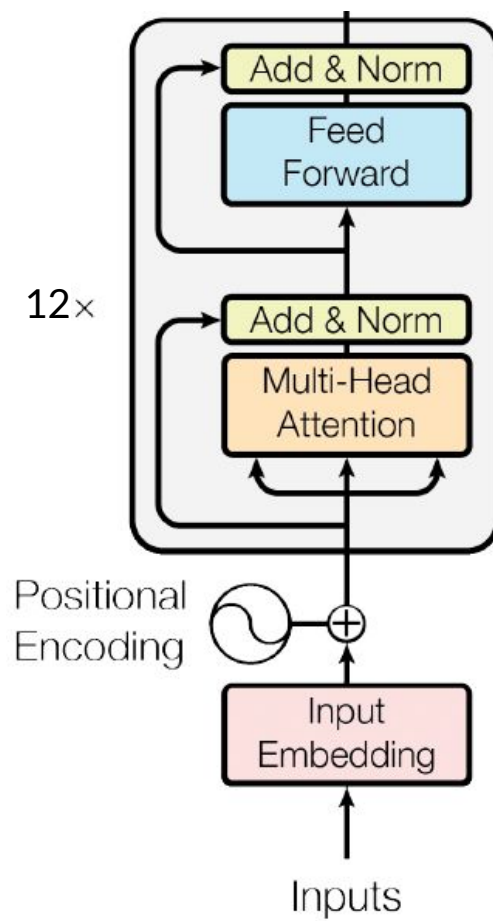 Add & Norm
Feed
Forward
12×
Add & Norm
Multi-Head
Attention
Positional
Encoding
Input
Embedding
Inputs